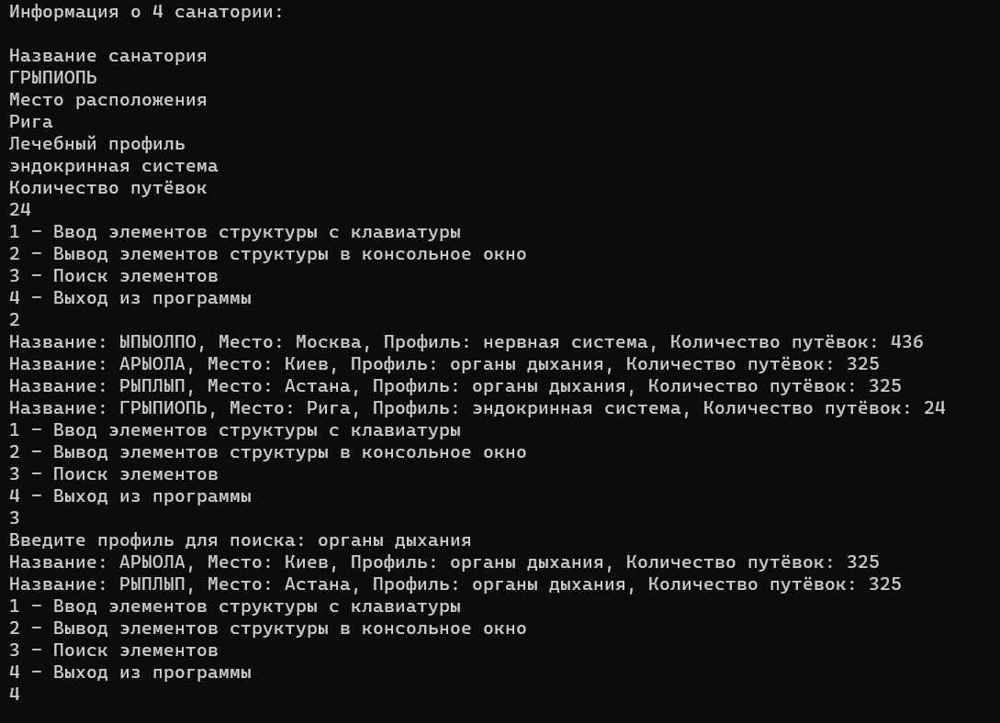 Информация о 4 санатории:
Название санатория
ГРЫПИОПЬ
Место расположения
Рига
Лечебный профиль
эндокринная система
Количество путёвок
24
1 – Ввод элементов структуры с клавиатуры
2 – Вывод элементов структуры в консольное окно
3 – Поиск элементов
4 – Выход из программы
2
Название: ЫПЫОЛПО, Место: Москва, Профиль: нервная система, Количество путёвок: 436
Название: АРЫОЛА, Место: Киев, Профиль: органы дыхания, Количество путёвок: 325
Название: РЫПЛЫП, Место: Астана, Профиль: органы дыхания, Количество путёвок: 325
Название: ГРЫПИОПЬ, Место: Рига, Профиль: эндокринная система, Количество путёвок: 24
1 – Ввод элементов структуры с клавиатуры
2 – Вывод элементов структуры в консольное окно
3 – Поиск элементов
4 – Выход из программы
3
Введите профиль для поиска: органы дыхания
Название: АРЫОЛА, Место: Киев, Профиль: органы дыхания, Количество путёвок: 325
Название: РЫПЛЫП, Место: Астана, Профиль: органы дыхания, Количество путёвок: 325
1 – Ввод элементов структуры с клавиатуры
2 – Вывод элементов структуры в консольное окно
3 – Поиск элементов
4 – Выход из программы
4